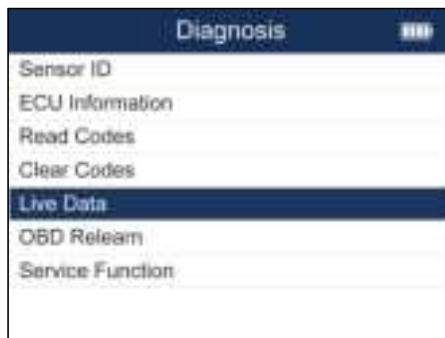 Diagnosis
Sensor ID
ECU Information
Read Codes
Clear Codes
Live Data
OBD Relearn
Service Function